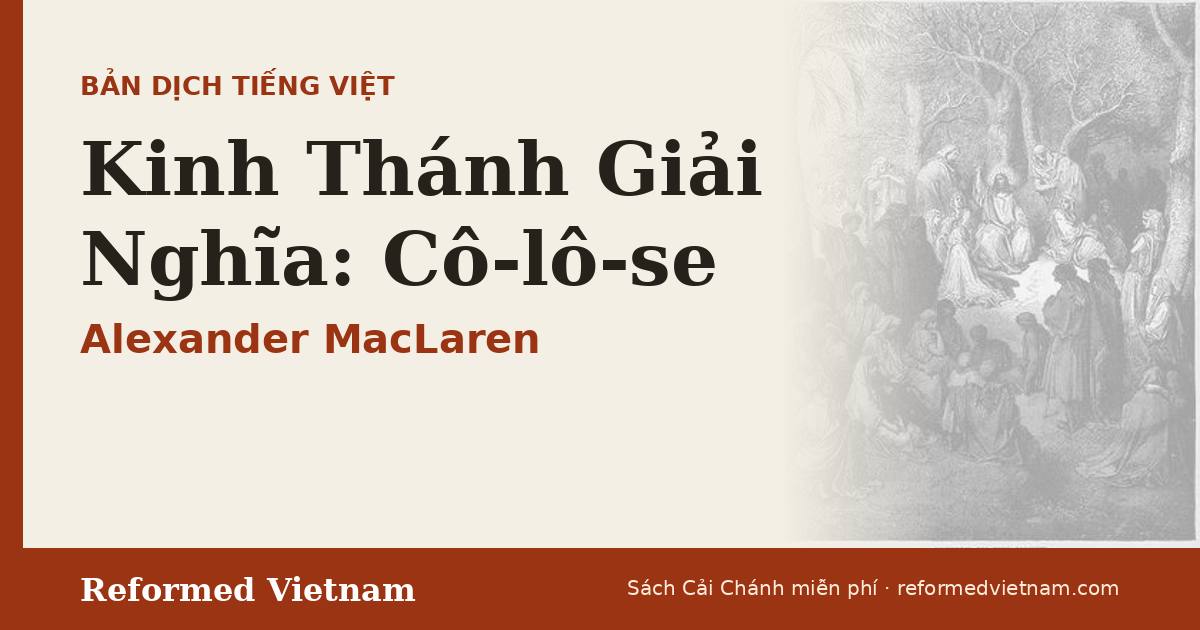 BẢN DỊCH TIẾNG VIỆT
Kinh Thánh Giải
Nghĩa: Cô-lô-se
Alexander MacLaren
Reformed Vietnam
Sách Cải Chánh miễn phí · reformedvietnam.com